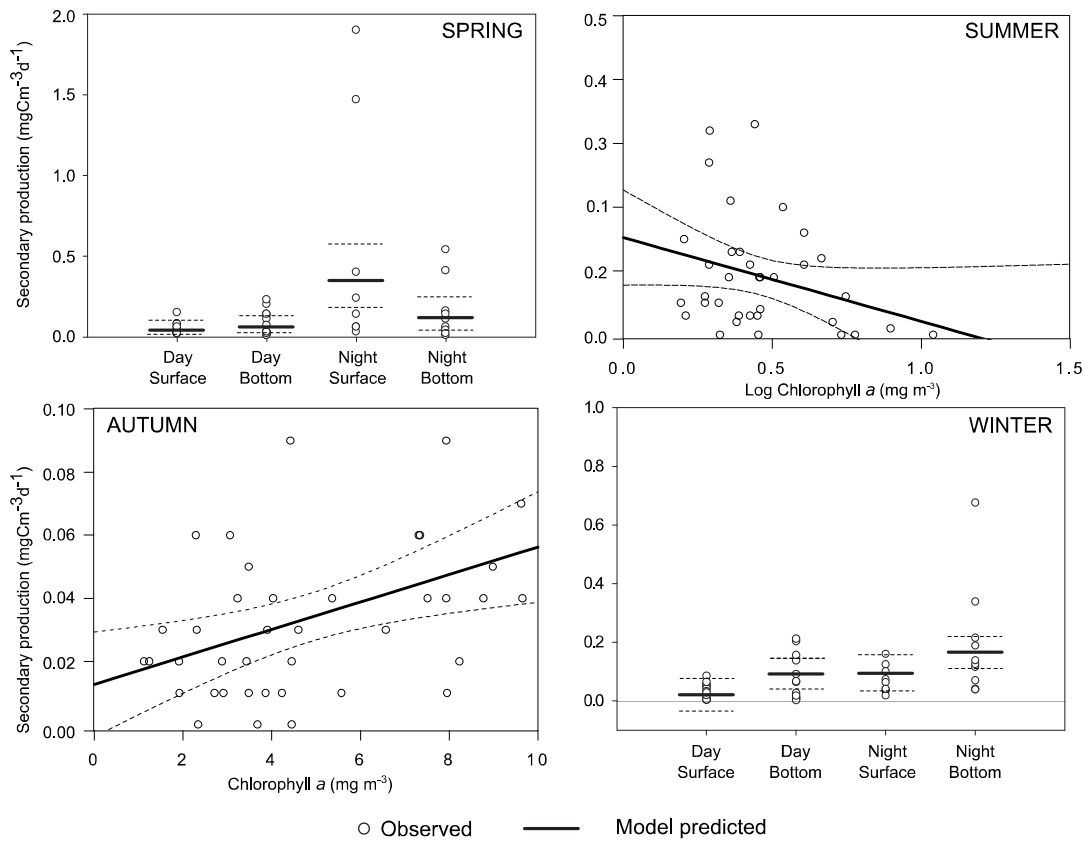 SPRING
Secondary production (mgCm⁻³d⁻¹)
2.0
1.5
1.0
0.5
0.0
Day Surface
Day Bottom
Night Surface
Night Bottom
SUMMER
0.5
0.4
0.3
0.1
0.2
0.0
0.0 0.5 1.0 1.5
Log Chlorophyll a (mg m⁻³)
AUTUMN
Secondary production (mgCm⁻³d⁻¹)
0.10
0.08
0.06
0.04
0.02
0.00
0 2 4 6 8 10
Chlorophyll a (mg m⁻³)
WINTER
1.0
0.8
0.6
0.4
0.2
0.0
Day Surface
Day Bottom
Night Surface
Night Bottom
Observed
Model predicted